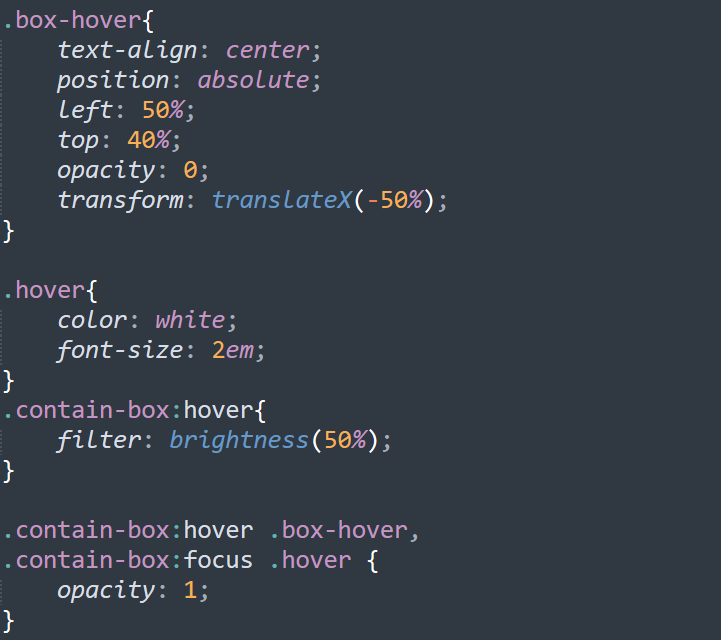 .box-hover{
    text-align: center;
    position: absolute;
    left: 50%;
    top: 40%;
    opacity: 0;
    transform: translateX(-50%);
}

.hover{
    color: white;
    font-size: 2em;
}
.contain-box:hover{
    filter: brightness(50%);
}

.contain-box:hover .box-hover,
.contain-box:focus .hover {
    opacity: 1;
}